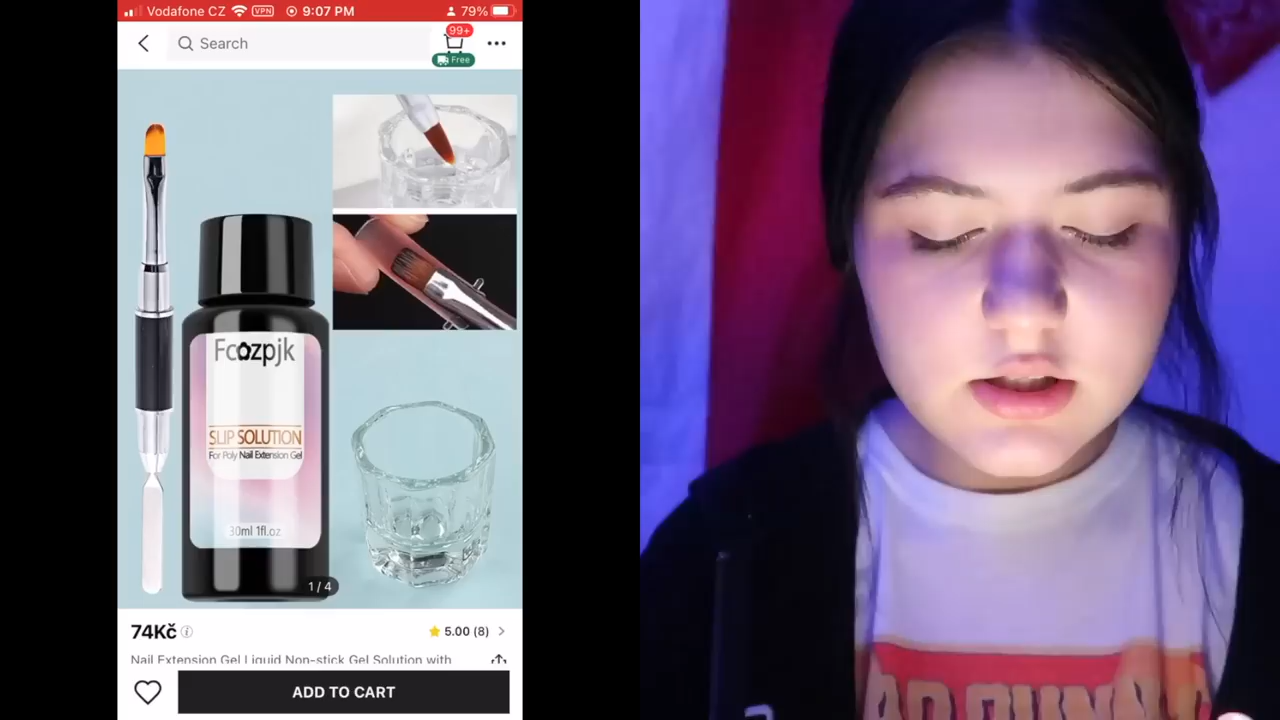 Vodafone CZ VPN 9:07 PM 79%
Search
99+
Free
Fcozpjk
SLIP SOLUTION
For Poly Nail Extension Gel
30ml 1fl.oz
1 / 4
74Kč
5.00 (8)
Nail Extension Gel Liquid Non-stick Gel Solution with
ADD TO CART